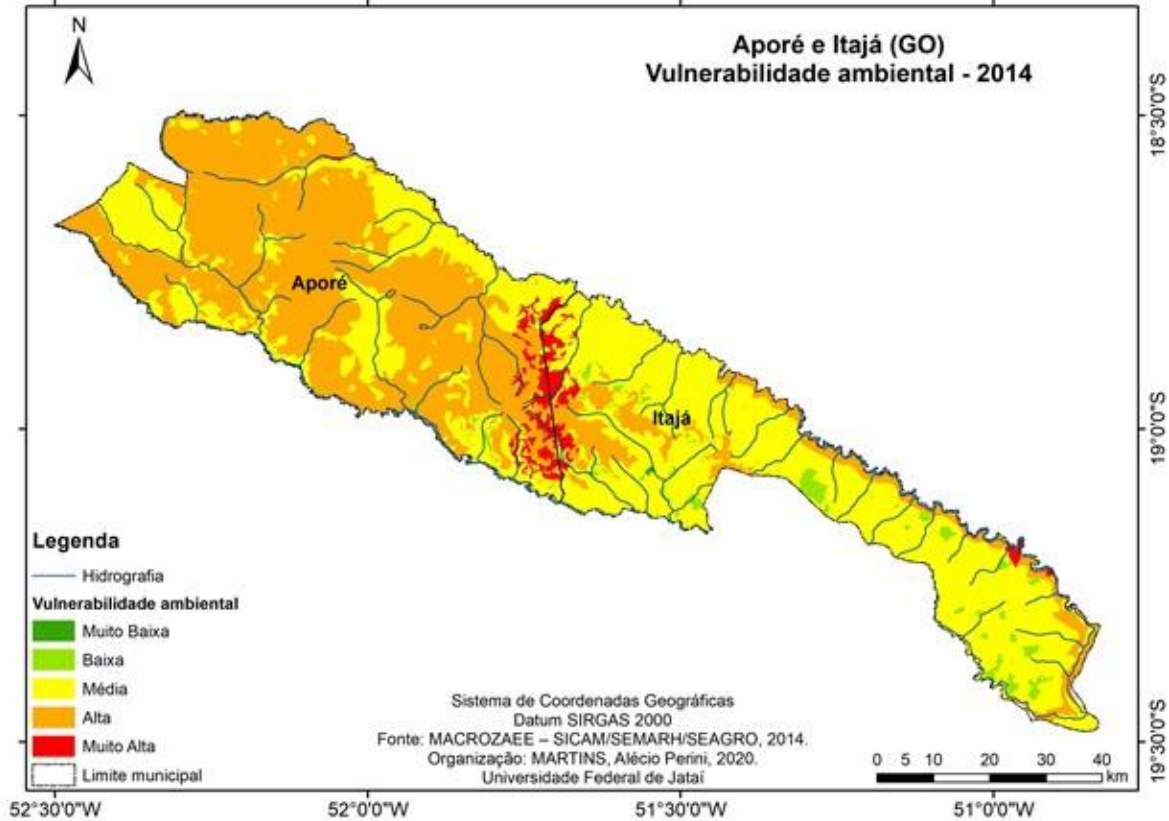 N
Aporé e Itajá (GO)
Vulnerabilidade ambiental - 2014
18°30'0"S
Aporé
Itajá
19°0'0"S
Legenda
Hidrografia
Vulnerabilidade ambiental
Muito Baixa
Baixa
Média
Alta
Muito Alta
Limite municipal
Sistema de Coordenadas Geográficas
Datum SIRGAS 2000
Fonte: MACROZAEE – SICAM/SEMARH/SEAGRO, 2014.
Organização: MARTINS, Alécio Perini, 2020.
Universidade Federal de Jataí
0 5 10 20 30 40
km
19°30'0"S
52°30'0"W 52°0'0"W 51°30'0"W 51°0'0"W